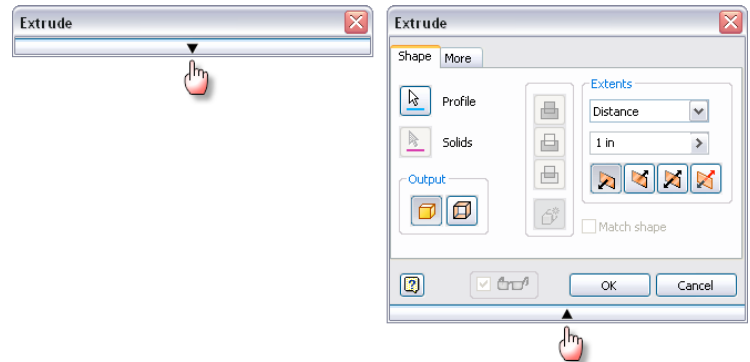 Extrude
Extrude
Shape More
Extents
Profile
Distance
Solids
1 in
Output
Match shape
OK Cancel